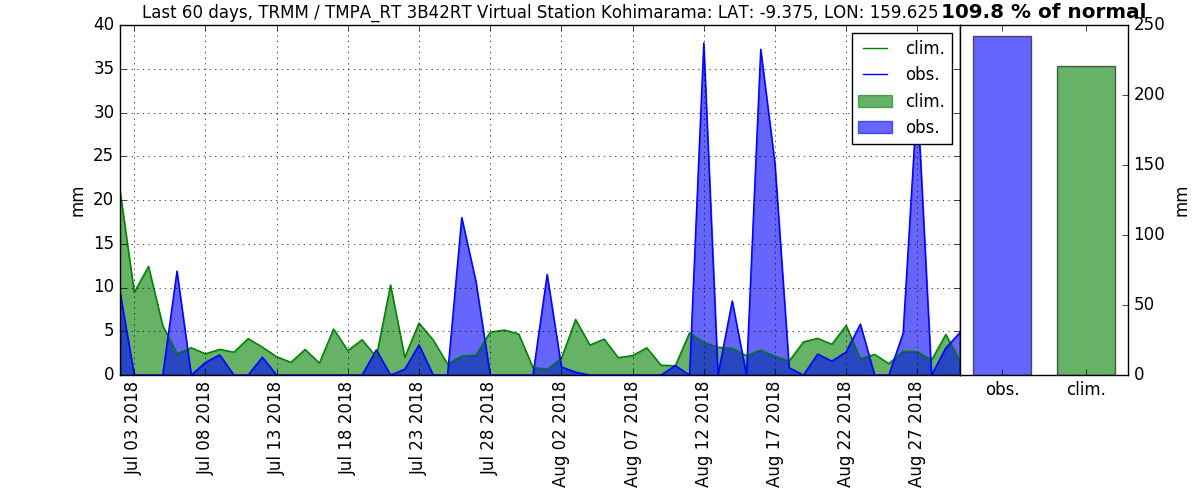 Last 60 days, TRMM / TMPA_RT 3B42RT Virtual Station Kohimarama: LAT: -9.375, LON: 159.625
109.8 % of normal
mm
40
35
30
25
20
15
10
5
0
clim.
obs.
clim.
obs.
250
200
150
100
50
0
mm
obs.
clim.
Jul 03 2018
Jul 08 2018
Jul 13 2018
Jul 18 2018
Jul 23 2018
Jul 28 2018
Aug 02 2018
Aug 07 2018
Aug 12 2018
Aug 17 2018
Aug 22 2018
Aug 27 2018